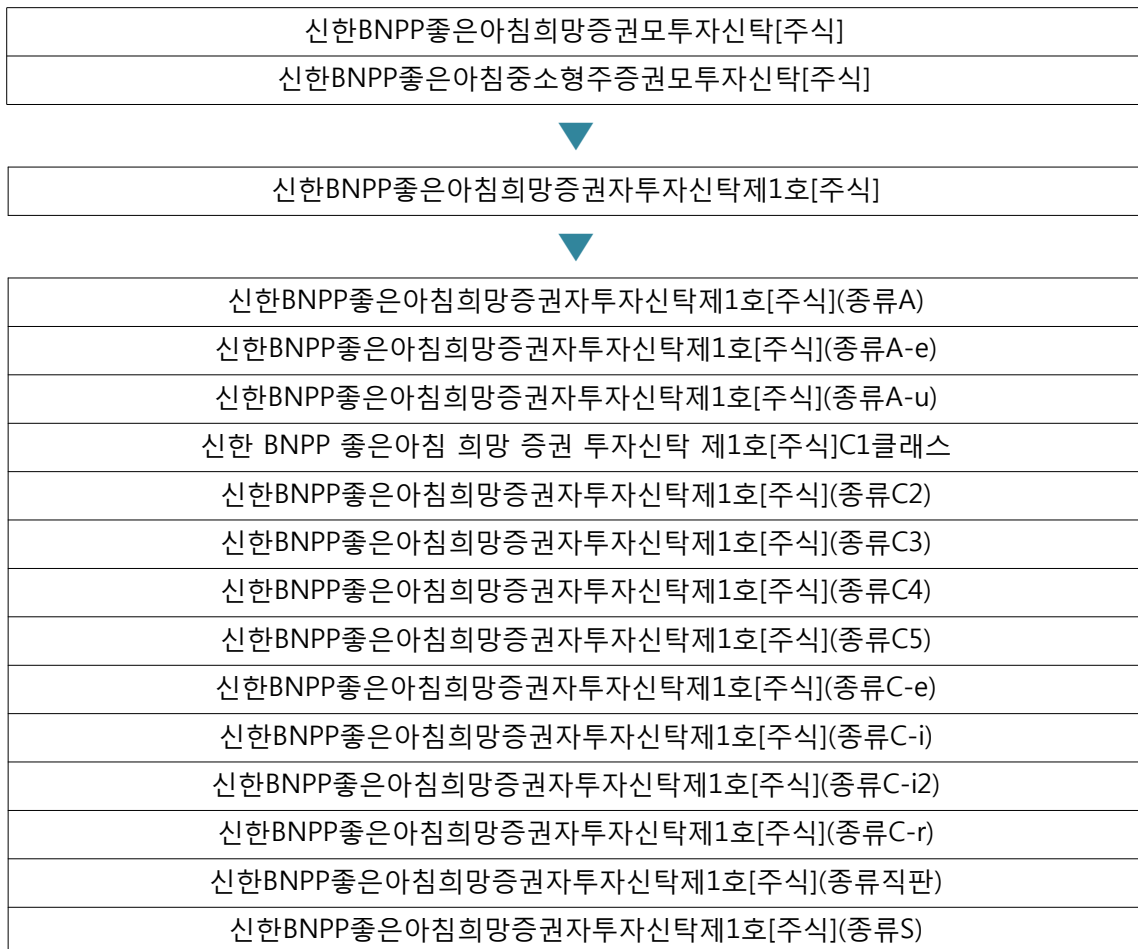 신한BNPP좋은아침희망증권모투자신탁[주식]
신한BNPP좋은아침중소형주증권모투자신탁[주식]
신한BNPP좋은아침희망증권자투자신탁제1호[주식]
신한BNPP좋은아침희망증권자투자신탁제1호[주식](종류A)
신한BNPP좋은아침희망증권자투자신탁제1호[주식](종류A-e)
신한BNPP좋은아침희망증권자투자신탁제1호[주식](종류A-u)
신한 BNPP 좋은아침 희망 증권 투자신탁 제1호[주식]C1클래스
신한BNPP좋은아침희망증권자투자신탁제1호[주식](종류C2)
신한BNPP좋은아침희망증권자투자신탁제1호[주식](종류C3)
신한BNPP좋은아침희망증권자투자신탁제1호[주식](종류C4)
신한BNPP좋은아침희망증권자투자신탁제1호[주식](종류C5)
신한BNPP좋은아침희망증권자투자신탁제1호[주식](종류C-e)
신한BNPP좋은아침희망증권자투자신탁제1호[주식](종류C-i)
신한BNPP좋은아침희망증권자투자신탁제1호[주식](종류C-i2)
신한BNPP좋은아침희망증권자투자신탁제1호[주식](종류C-r)
신한BNPP좋은아침희망증권자투자신탁제1호[주식](종류직판)
신한BNPP좋은아침희망증권자투자신탁제1호[주식](종류S)